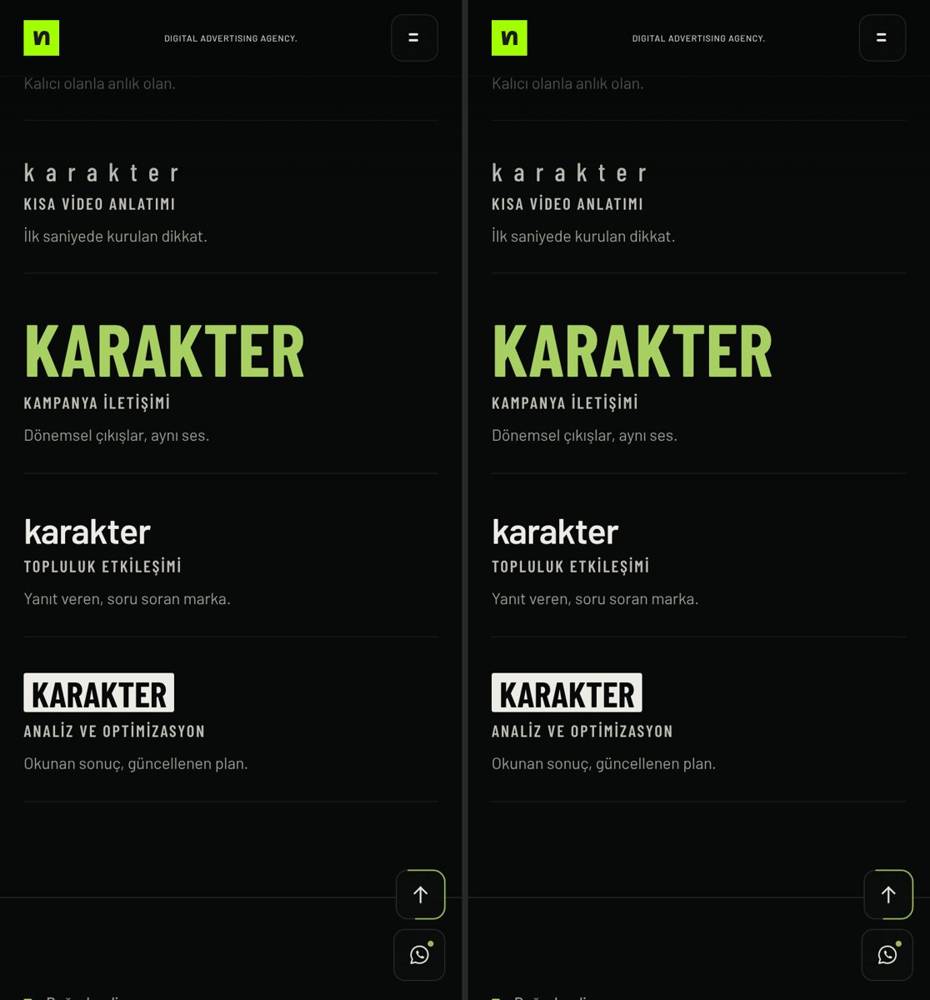 n
DIGITAL ADVERTISING AGENCY.
Kalıcı olanla anlık olan.
karakter
KISA VİDEO ANLATIMI
İlk saniyede kurulan dikkat.
KARAKTER
KAMPANYA İLETİŞİMİ
Dönemsel çıkışlar, aynı ses.
karakter
TOPLULUK ETKİLEŞİMİ
Yanıt veren, soru soran marka.
KARAKTER
ANALİZ VE OPTİMİZASYON
Okunan sonuç, güncellenen plan.
n
DIGITAL ADVERTISING AGENCY.
Kalıcı olanla anlık olan.
karakter
KISA VİDEO ANLATIMI
İlk saniyede kurulan dikkat.
KARAKTER
KAMPANYA İLETİŞİMİ
Dönemsel çıkışlar, aynı ses.
karakter
TOPLULUK ETKİLEŞİMİ
Yanıt veren, soru soran marka.
KARAKTER
ANALİZ VE OPTİMİZASYON
Okunan sonuç, güncellenen plan.